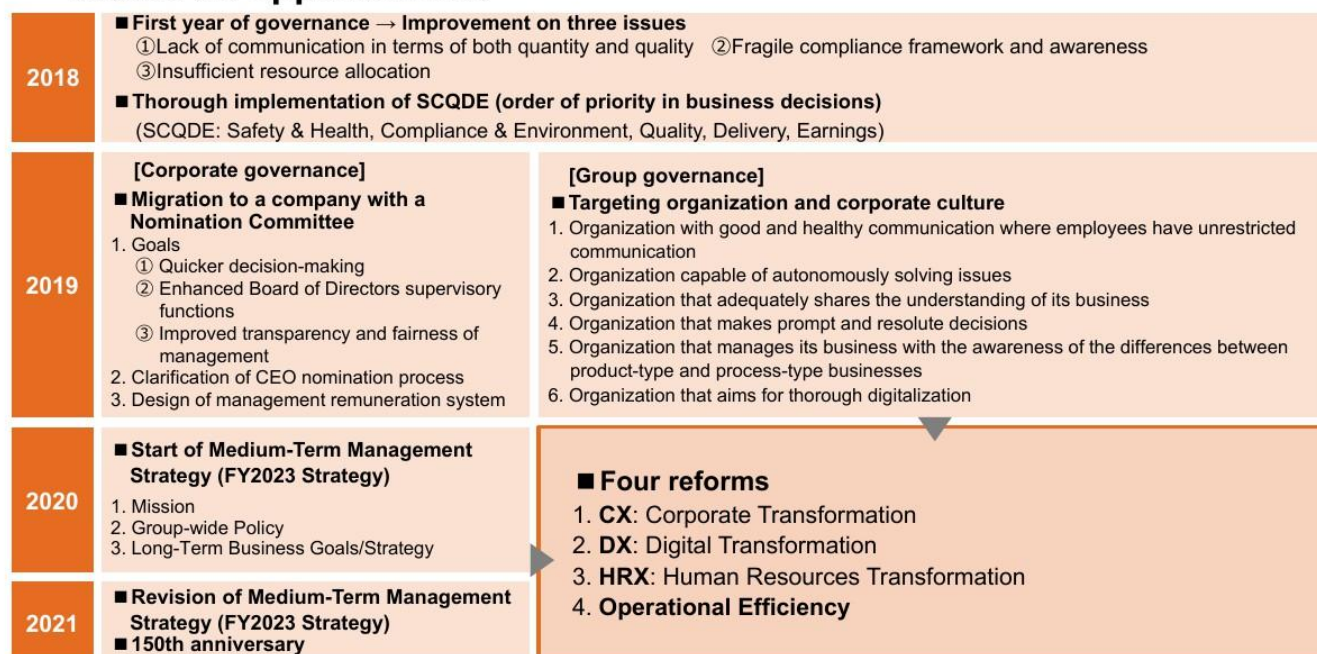 2018
■ First year of governance → Improvement on three issues
①Lack of communication in terms of both quantity and quality ②Fragile compliance framework and awareness
③Insufficient resource allocation
■ Thorough implementation of SCQDE (order of priority in business decisions)
(SCQDE: Safety & Health, Compliance & Environment, Quality, Delivery, Earnings)
2019
[Corporate governance]
■ Migration to a company with a
Nomination Committee
1. Goals
① Quicker decision-making
② Enhanced Board of Directors supervisory
functions
③ Improved transparency and fairness of
management
2. Clarification of CEO nomination process
3. Design of management remuneration system
[Group governance]
■ Targeting organization and corporate culture
1. Organization with good and healthy communication where employees have unrestricted
communication
2. Organization capable of autonomously solving issues
3. Organization that adequately shares the understanding of its business
4. Organization that makes prompt and resolute decisions
5. Organization that manages its business with the awareness of the differences between
product-type and process-type businesses
6. Organization that aims for thorough digitalization
2020
■ Start of Medium-Term Management
Strategy (FY2023 Strategy)
1. Mission
2. Group-wide Policy
3. Long-Term Business Goals/Strategy
2021
■ Revision of Medium-Term Management
Strategy (FY2023 Strategy)
■ 150th anniversary
■ Four reforms
1. CX: Corporate Transformation
2. DX: Digital Transformation
3. HRX: Human Resources Transformation
4. Operational Efficiency